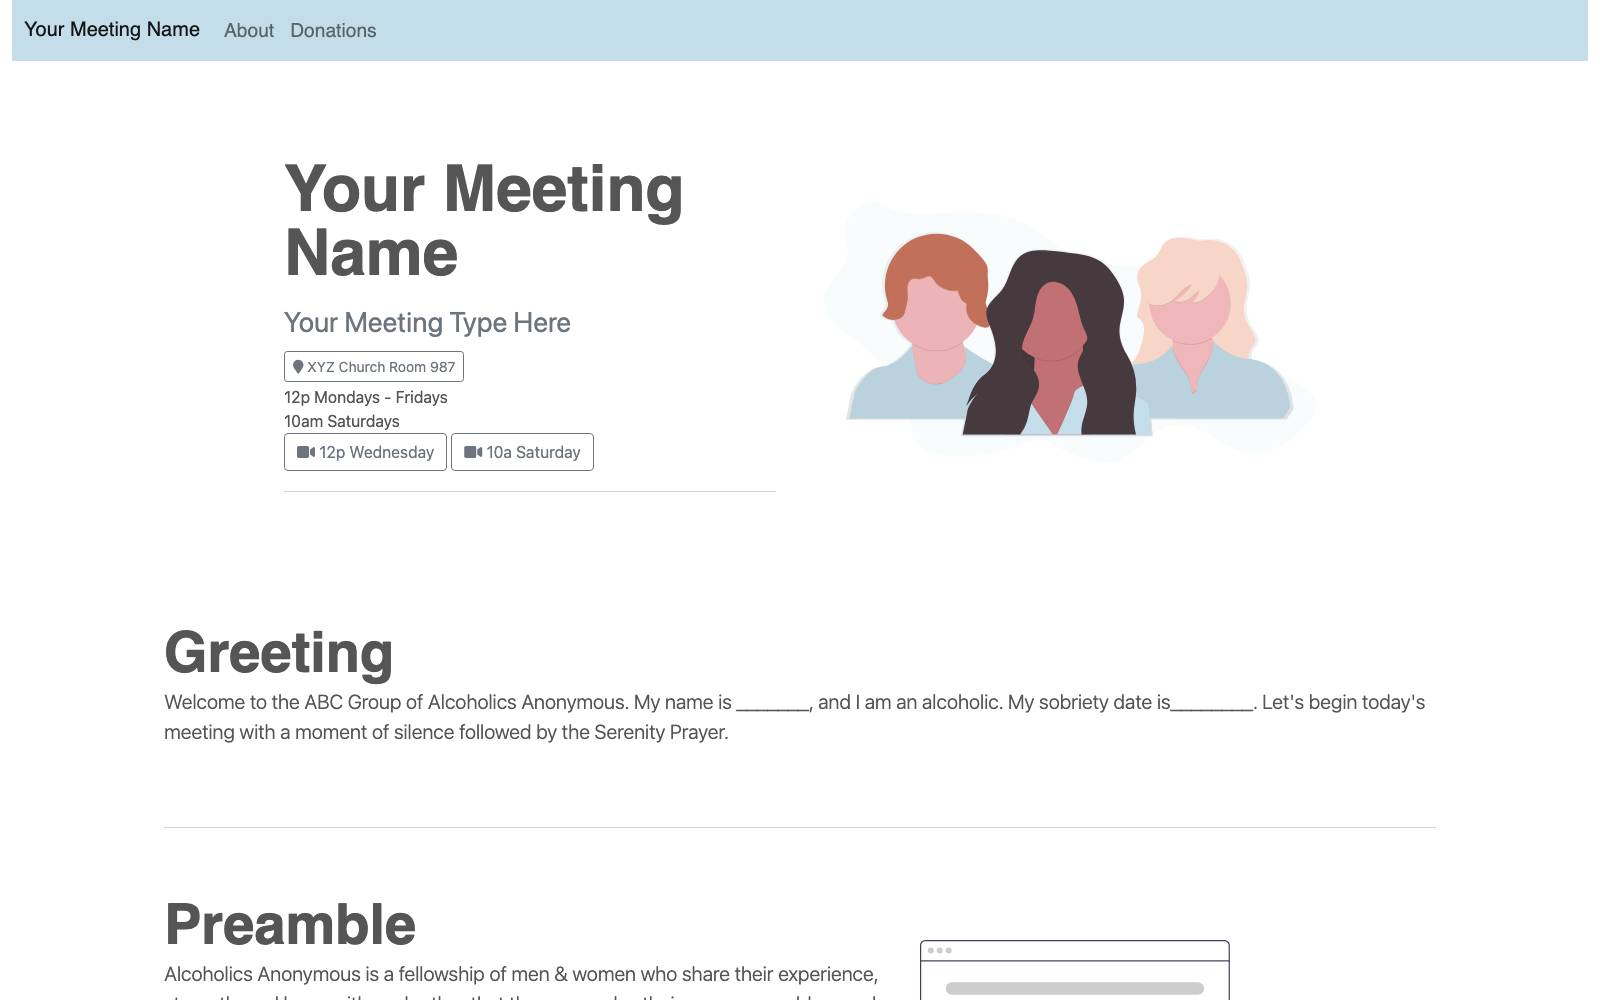 Your Meeting Name About Donations
Your Meeting
Name
Your Meeting Type Here
XYZ Church Room 987
12p Mondays - Fridays
10am Saturdays
12p Wednesday 10a Saturday
Greeting
Welcome to the ABC Group of Alcoholics Anonymous. My name is _______, and I am an alcoholic. My sobriety date is________. Let's begin today's
meeting with a moment of silence followed by the Serenity Prayer.
Preamble
Alcoholics Anonymous is a fellowship of men & women who share their experience,